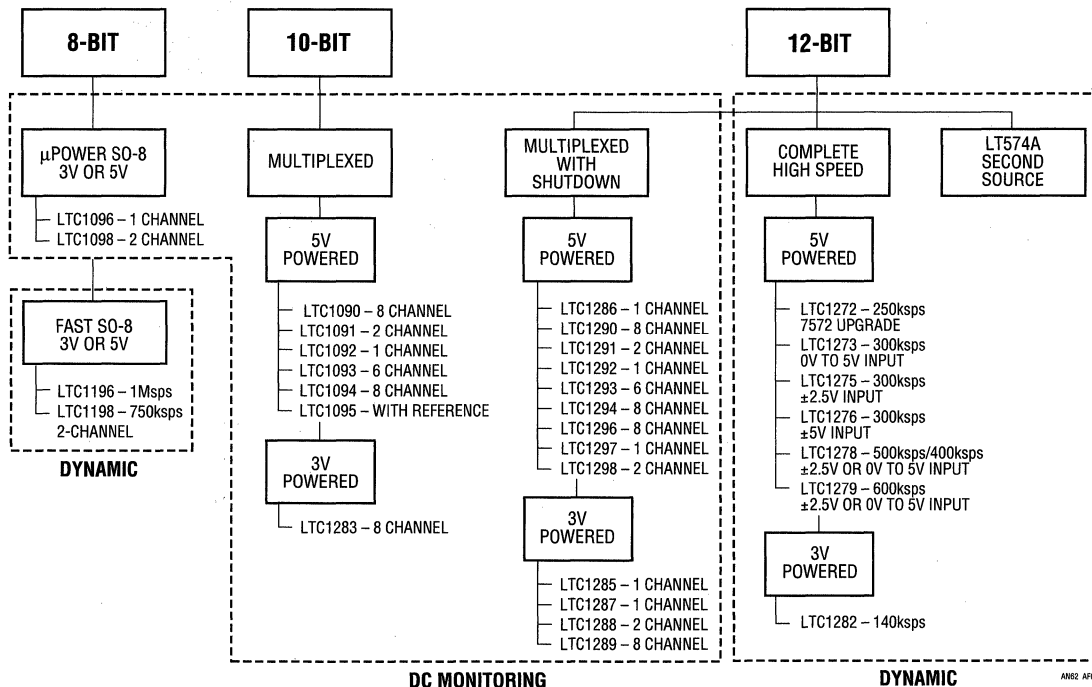 8-BIT
10-BIT
12-BIT
µPOWER SO-8
3V OR 5V
LTC1096 – 1 CHANNEL
LTC1098 – 2 CHANNEL
FAST SO-8
3V OR 5V
LTC1196 – 1Msps
LTC1198 – 750ksps
2-CHANNEL
DYNAMIC
MULTIPLEXED
5V
POWERED
LTC1090 – 8 CHANNEL
LTC1091 – 2 CHANNEL
LTC1092 – 1 CHANNEL
LTC1093 – 6 CHANNEL
LTC1094 – 8 CHANNEL
LTC1095 – WITH REFERENCE
3V
POWERED
LTC1283 – 8 CHANNEL
MULTIPLEXED
WITH
SHUTDOWN
5V
POWERED
LTC1286 – 1 CHANNEL
LTC1290 – 8 CHANNEL
LTC1291 – 2 CHANNEL
LTC1292 – 1 CHANNEL
LTC1293 – 6 CHANNEL
LTC1294 – 8 CHANNEL
LTC1296 – 8 CHANNEL
LTC1297 – 1 CHANNEL
LTC1298 – 2 CHANNEL
3V
POWERED
LTC1285 – 1 CHANNEL
LTC1287 – 1 CHANNEL
LTC1288 – 2 CHANNEL
LTC1289 – 8 CHANNEL
DC MONITORING
COMPLETE
HIGH SPEED
5V
POWERED
LTC1272 – 250ksps
7572 UPGRADE
LTC1273 – 300ksps
0V TO 5V INPUT
LTC1275 – 300ksps
±2.5V INPUT
LTC1276 – 300ksps
±5V INPUT
LTC1278 – 500ksps/400ksps
±2.5V OR 0V TO 5V INPUT
LTC1279 – 600ksps
±2.5V OR 0V TO 5V INPUT
3V
POWERED
LTC1282 – 140ksps
LT574A
SECOND
SOURCE
DYNAMIC
AN62